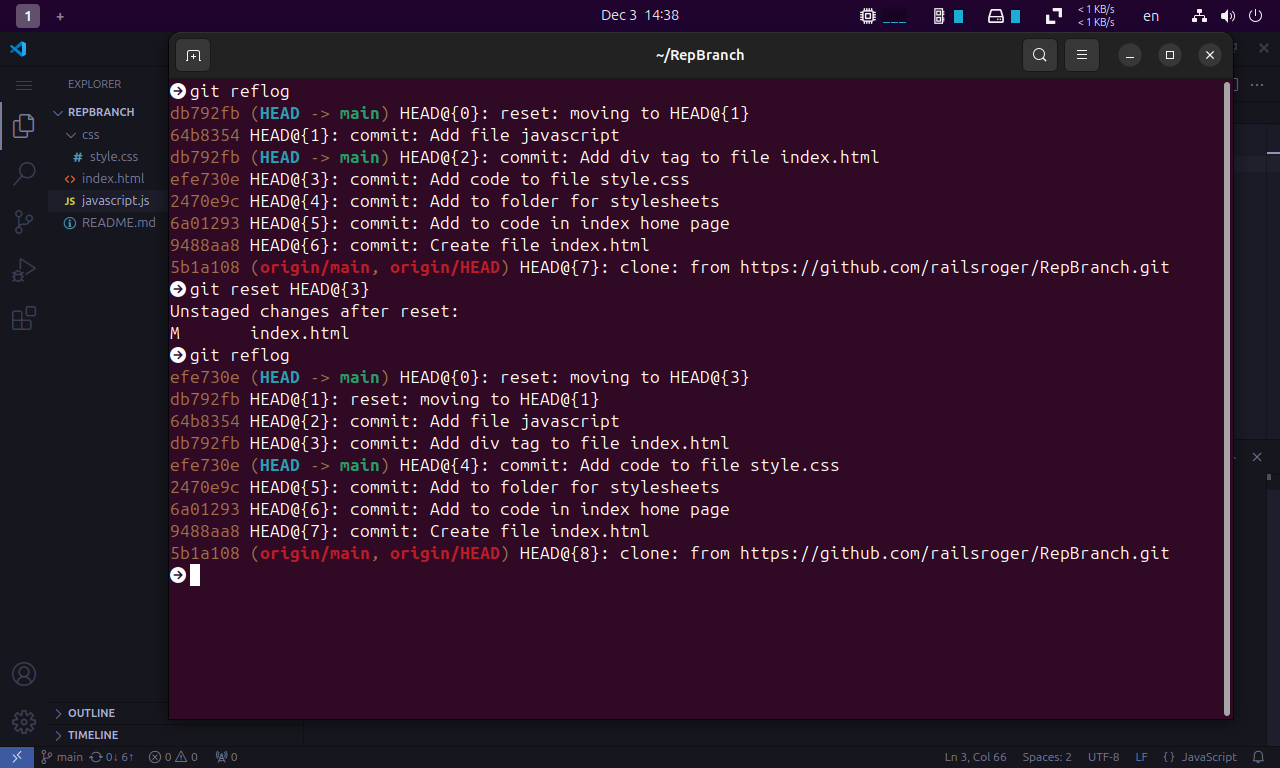 1 + Dec 3 14:38 < 1 KB/s < 1 KB/s en
~/RepBranch
EXPLORER
REPBRANCH
css
# style.css
<> index.html
JS javascript.js
README.md
OUTLINE
TIMELINE
git reflog
db792fb (HEAD -> main) HEAD@{0}: reset: moving to HEAD@{1}
64b8354 HEAD@{1}: commit: Add file javascript
db792fb (HEAD -> main) HEAD@{2}: commit: Add div tag to file index.html
efe730e HEAD@{3}: commit: Add code to file style.css
2470e9c HEAD@{4}: commit: Add to folder for stylesheets
6a01293 HEAD@{5}: commit: Add to code in index home page
9488aa8 HEAD@{6}: commit: Create file index.html
5b1a108 (origin/main, origin/HEAD) HEAD@{7}: clone: from https://github.com/railsroger/RepBranch.git
git reset HEAD@{3}
Unstaged changes after reset:
M index.html
git reflog
efe730e (HEAD -> main) HEAD@{0}: reset: moving to HEAD@{3}
db792fb HEAD@{1}: reset: moving to HEAD@{1}
64b8354 HEAD@{2}: commit: Add file javascript
db792fb HEAD@{3}: commit: Add div tag to file index.html
efe730e (HEAD -> main) HEAD@{4}: commit: Add code to file style.css
2470e9c HEAD@{5}: commit: Add to folder for stylesheets
6a01293 HEAD@{6}: commit: Add to code in index home page
9488aa8 HEAD@{7}: commit: Create file index.html
5b1a108 (origin/main, origin/HEAD) HEAD@{8}: clone: from https://github.com/railsroger/RepBranch.git
main 0↓ 6↑ 0 0 0 Ln 3, Col 66 Spaces: 2 UTF-8 LF {} JavaScript